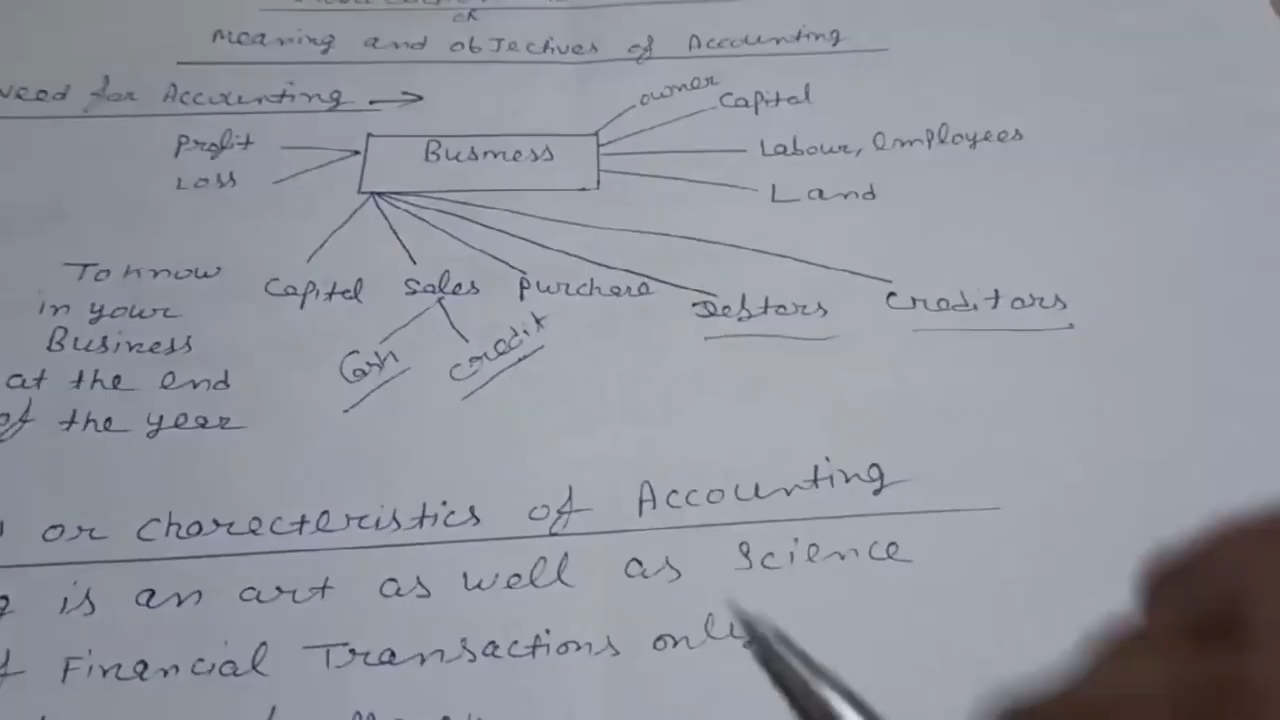 OR
Meaning and objectives of Accounting
need for Accounting →
owner
Capital
Profit
Business
Labour, employees
Loss
Land
To know
in your
Business
at the end
of the year
Capital Sales purchase Debtors Creditors
Cash credit
or charecteristics of Accounting
is an art as well as science
of Financial Transactions only